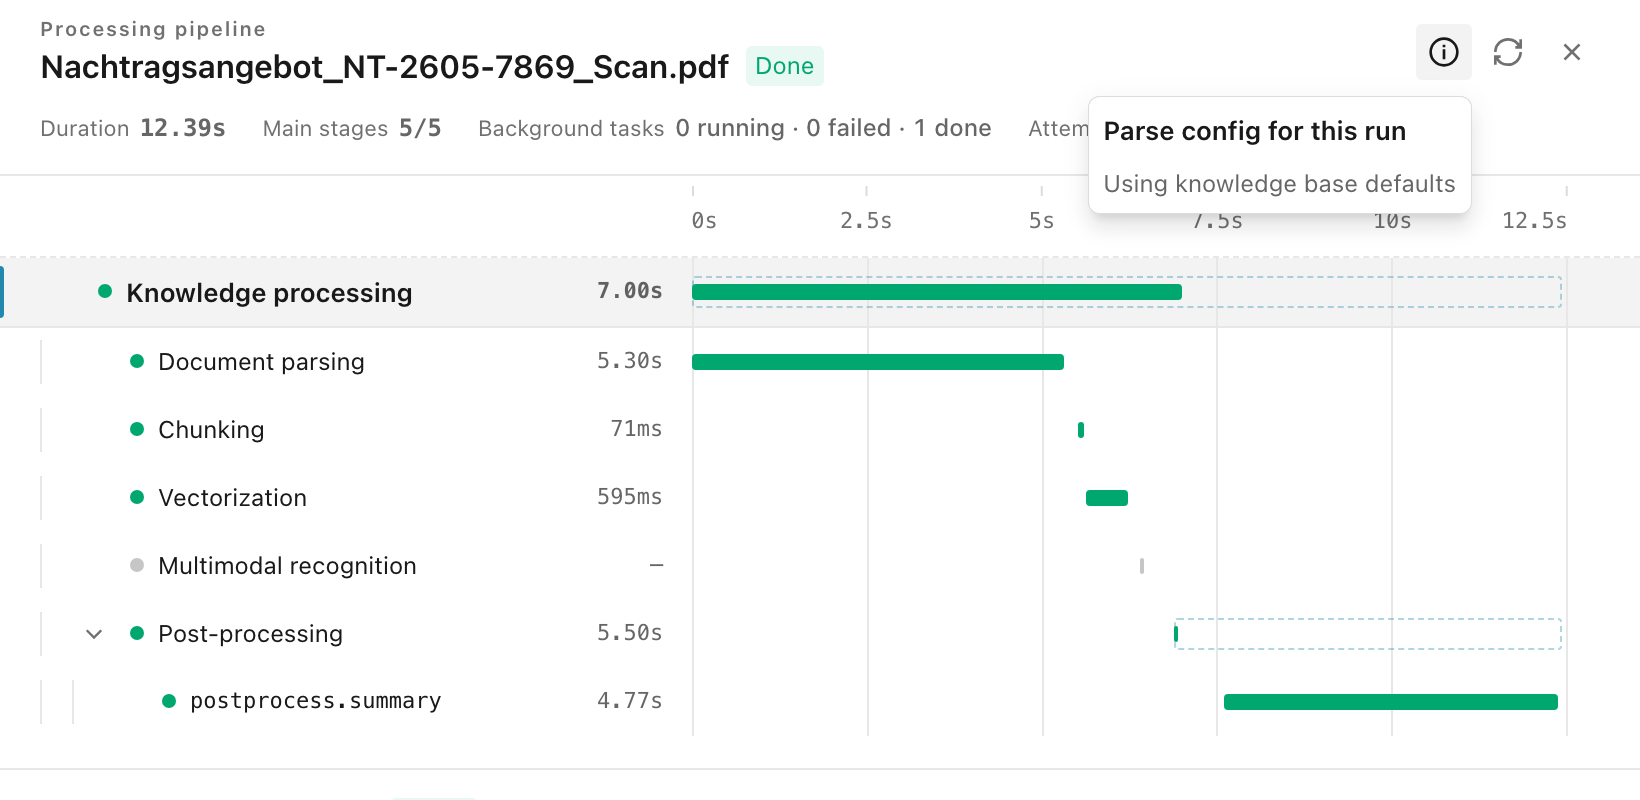 Processing pipeline
Nachtragsangebot_NT-2605-7869_Scan.pdf Done
Duration 12.39s Main stages 5/5 Background tasks 0 running · 0 failed · 1 done
Parse config for this run
Using knowledge base defaults
0s 2.5s 5s 7.5s 10s 12.5s
Knowledge processing 7.00s
Document parsing 5.30s
Chunking 71ms
Vectorization 595ms
Multimodal recognition –
Post-processing 5.50s
postprocess.summary 4.77s